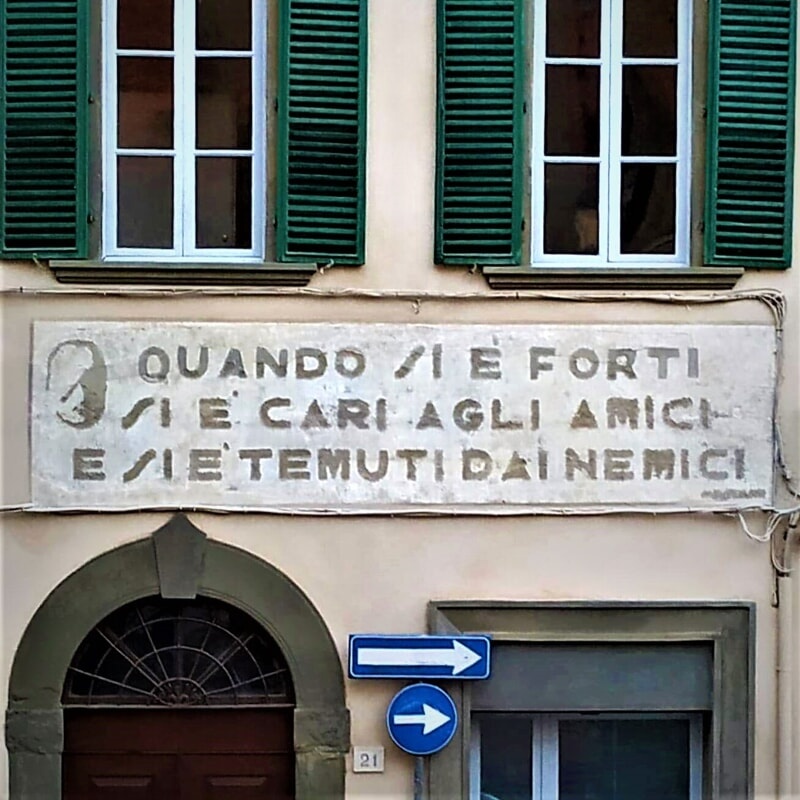 QUANDO SI È FORTI
SI E' CARI AGLI AMICI
E SI E' TEMUTI DAI NEMICI
21